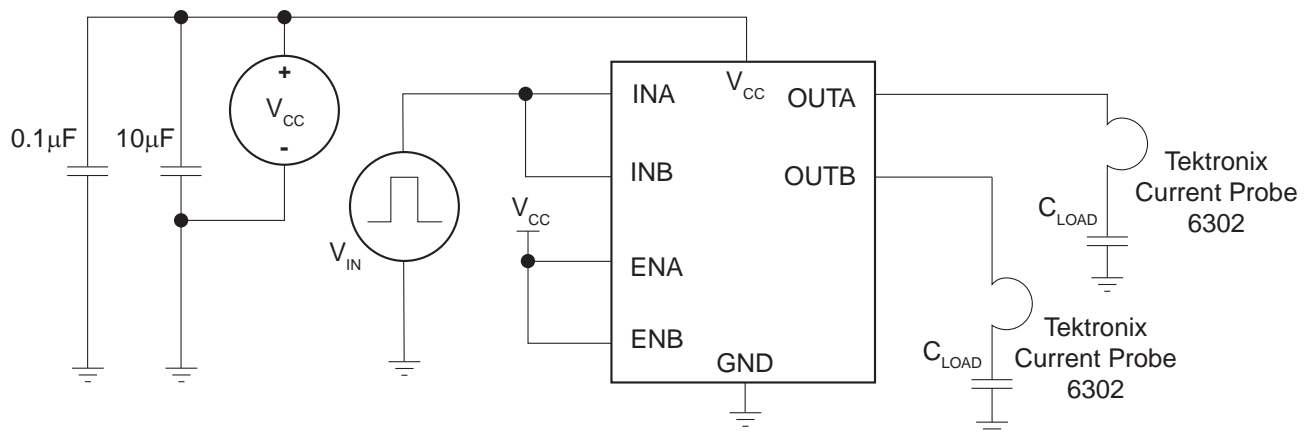 V_CC
INA
OUTA
+
V_CC
-
0.1μF
10μF
INB
OUTB
Tektronix
Current Probe
6302
V_CC
C_LOAD
V_IN
ENA
ENB
GND
Tektronix
Current Probe
6302
C_LOAD